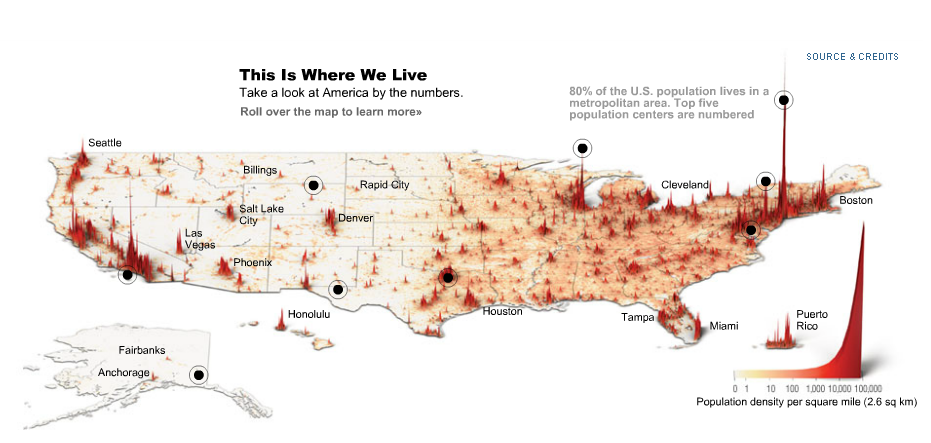 SOURCE & CREDITS
This Is Where We Live
Take a look at America by the numbers.
Roll over the map to learn more»
80% of the U.S. population lives in a
metropolitan area. Top five
population centers are numbered
Seattle
Billings
Rapid City
Cleveland
Boston
Salt Lake
City
Denver
Las
Vegas
Phoenix
Honolulu
Houston
Tampa
Miami
Puerto
Rico
Fairbanks
Anchorage
0 1 10 100 1,000 10,000 100,000
Population density per square mile (2.6 sq km)